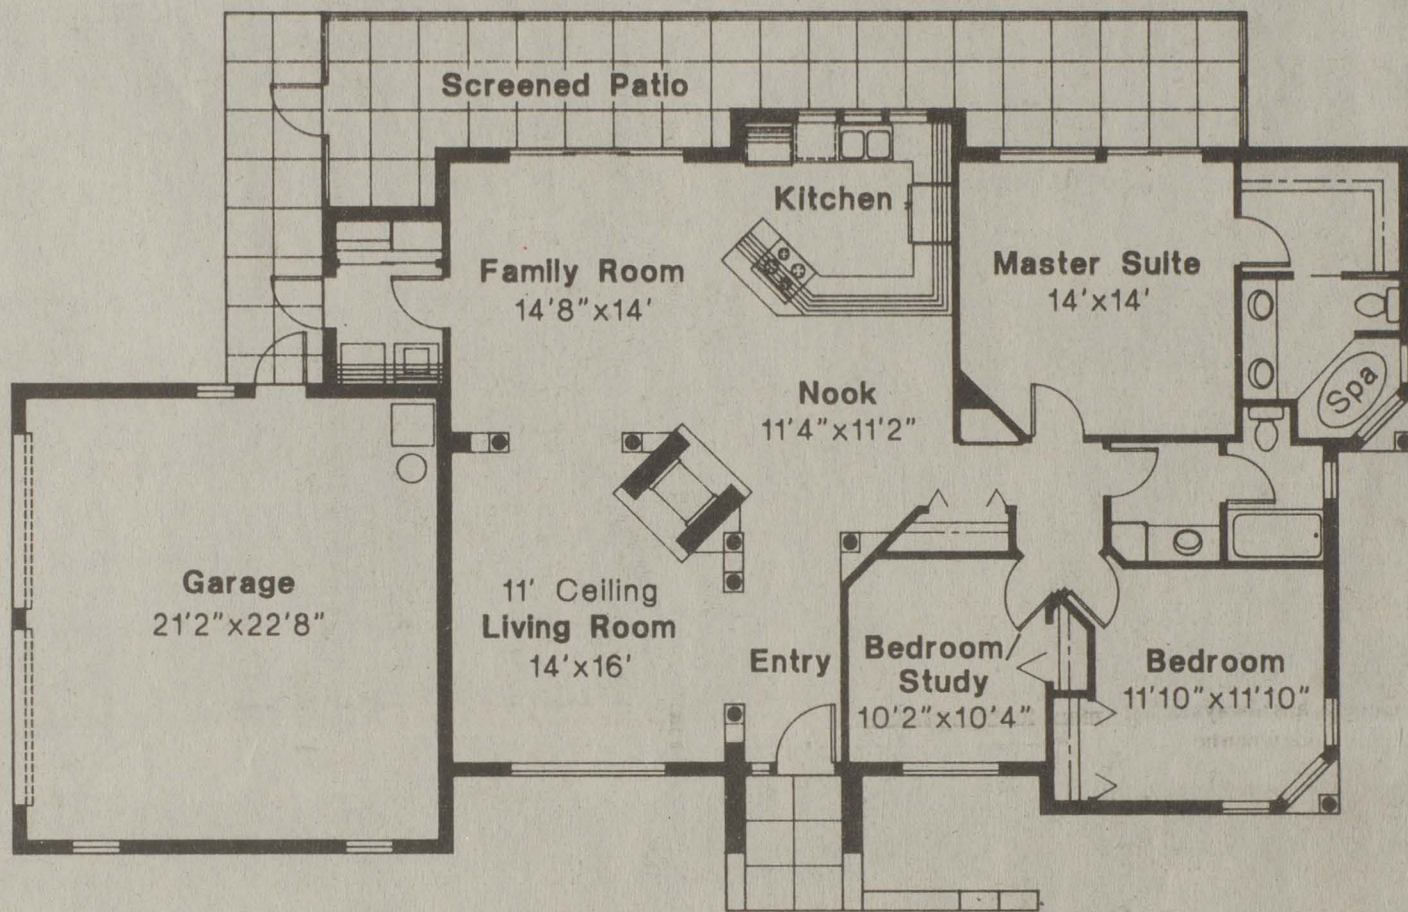 Screened Patio
Kitchen
Family Room
14'8"x14'
Master Suite
14'x14'
Nook
11'4"x11'2"
Spa
Garage
21'2"x22'8"
11' Ceiling
Living Room
14'x16'
Entry
Bedroom/
Study
10'2"x10'4"
Bedroom
11'10"x11'10"